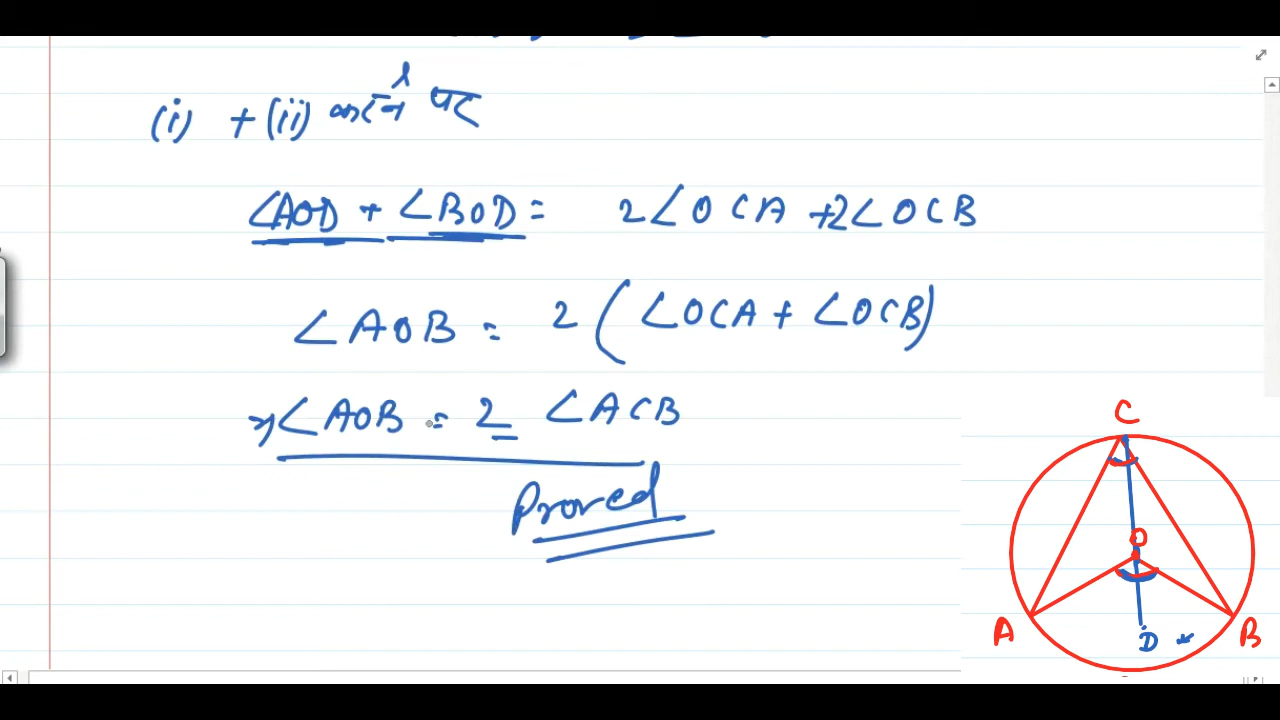 (i) + (ii) करने पर
∠AOD + ∠BOD = 2∠OCA + 2∠OCB
∠AOB = 2 (∠OCA + ∠OCB)
∠AOB = 2 ∠ACB
Proved
C
O
A
D
B